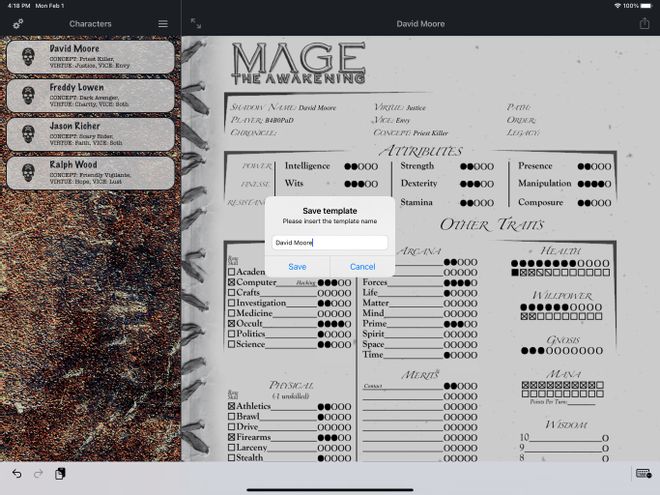 4:18 PM Mon Feb 1
100%
Characters
David Moore
David Moore
CONCEPT: Priest Killer,
VIRTUE: Justice, VICE: Envy
Freddy Lowen
CONCEPT: Dark Avenger,
VIRTUE: Charity, VICE: Soth
Jason Richer
CONCEPT: Scary Rider,
VIRTUE: Faith, VICE: Soth
Ralph Wood
CONCEPT: Friendly Vigilante,
VIRTUE: Hope, VICE: Lust
MAGE
THE AWAKENING
SHADOW NAME: David Moore VIRTUE: Justice PATH:
PLAYER: B4B0PuD VICE: Envy ORDER:
CHRONICLE: CONCEPT: Priest Killer LEGACY:
ATTRIBUTES
POWER Intelligence Strength Presence
FINESSE Wits Dexterity Manipulation
Stamina Composure
Save template
Please insert the template name
David Moore
Save Cancel
OTHER TRAITS
ARCANA HEALTH
Computer Hacking Forces
Crafts Life
Investigation Matter
WILLPOWER
Medicine Mind
Occult Prime
Politics Spirit
GNOSIS
Science Space
Time
MANA
PHYSICAL MERITS
(-1 unskilled) Contact
Points Per Turn:
Athletics
Brawl
Drive WISDOM
Firearms 10
Larceny 9
Stealth 8